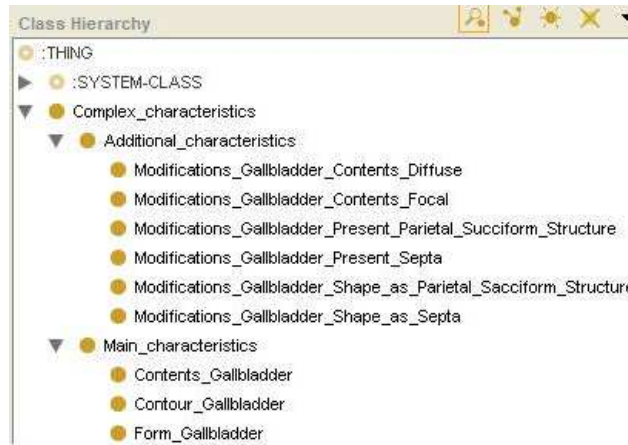 Class Hierarchy
:THING
:SYSTEM-CLASS
Complex_characteristics
Additional_characteristics
Modifications_Gallbladder_Contents_Diffuse
Modifications_Gallbladder_Contents_Focal
Modifications_Gallbladder_Present_Parietal_Succiform_Structure
Modifications_Gallbladder_Present_Septa
Modifications_Gallbladder_Shape_as_Parietal_Sacciform_Structure
Modifications_Gallbladder_Shape_as_Septa
Main_characteristics
Contents_Gallbladder
Contour_Gallbladder
Form_Gallbladder